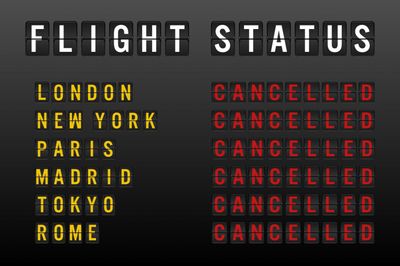 FLIGHT STATUS
LONDON CANCELLED
NEW YORK CANCELLED
PARIS CANCELLED
MADRID CANCELLED
TOKYO CANCELLED
ROME CANCELLED